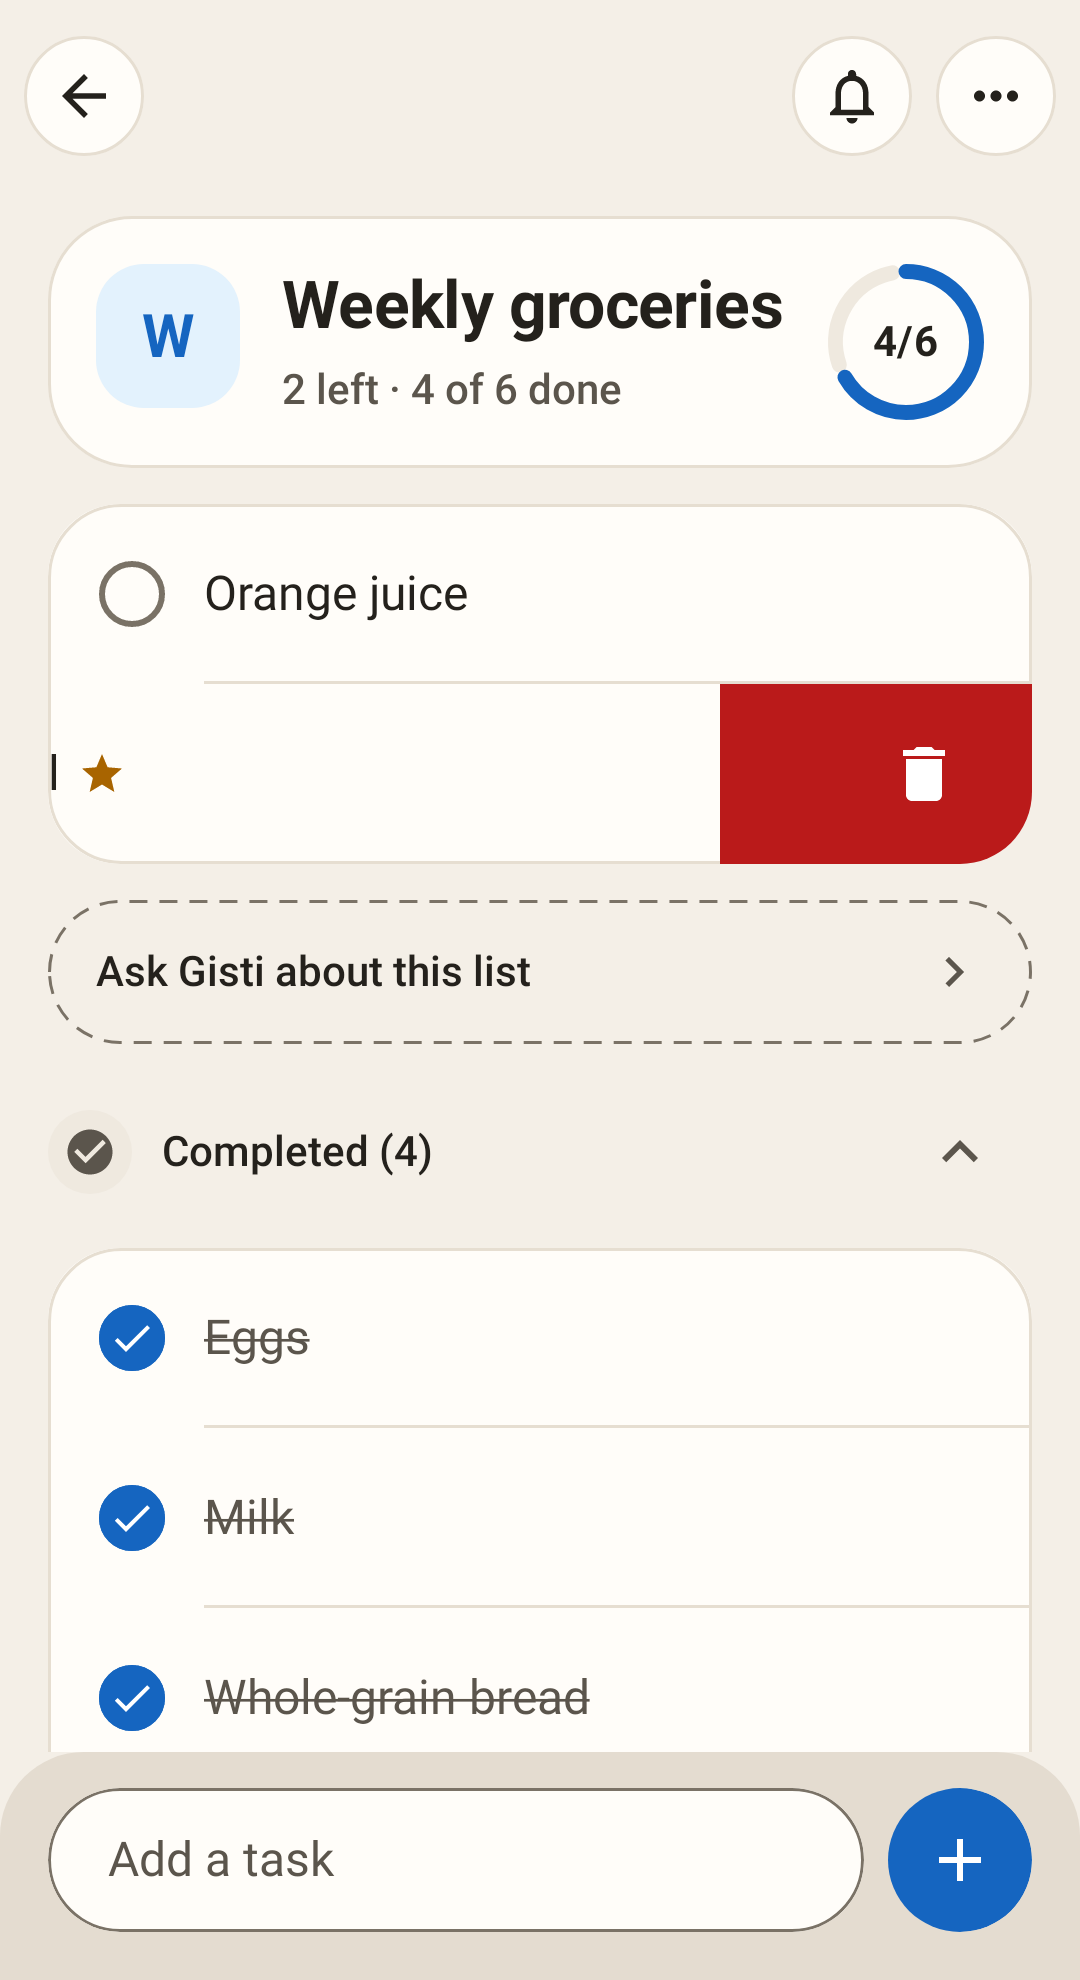 W
Weekly groceries
2 left · 4 of 6 done
4/6
Orange juice
Ask Gisti about this list
Completed (4)
Eggs
Milk
Whole-grain bread
Add a task